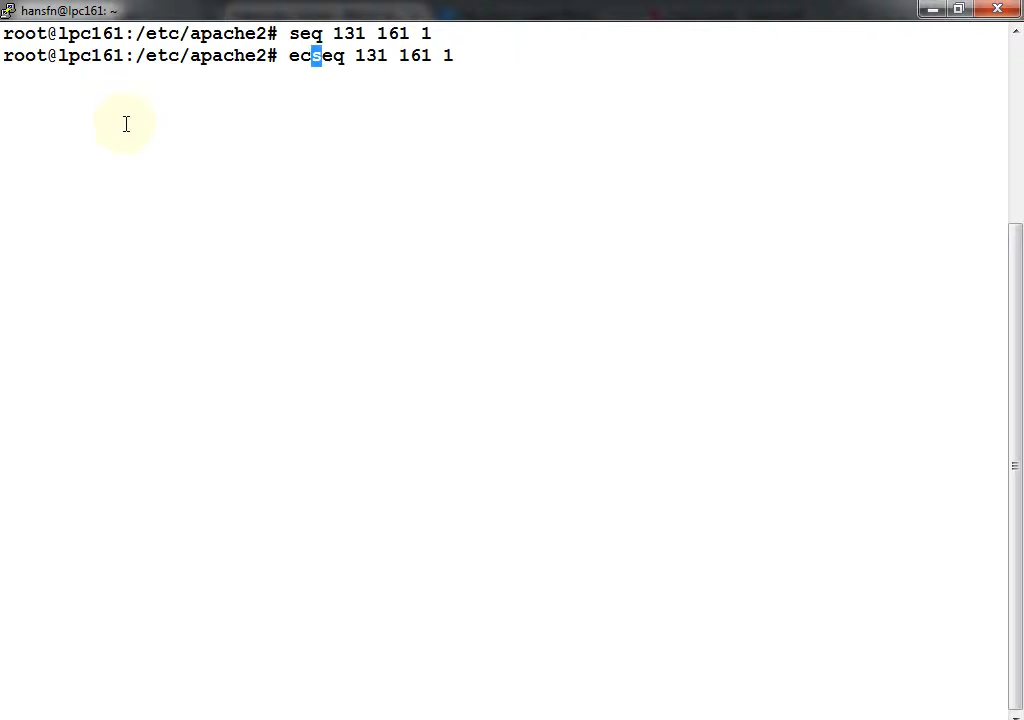 hansfn@lpc161: ~
root@lpc161:/etc/apache2# seq 131 161 1
root@lpc161:/etc/apache2# ecseq 131 161 1